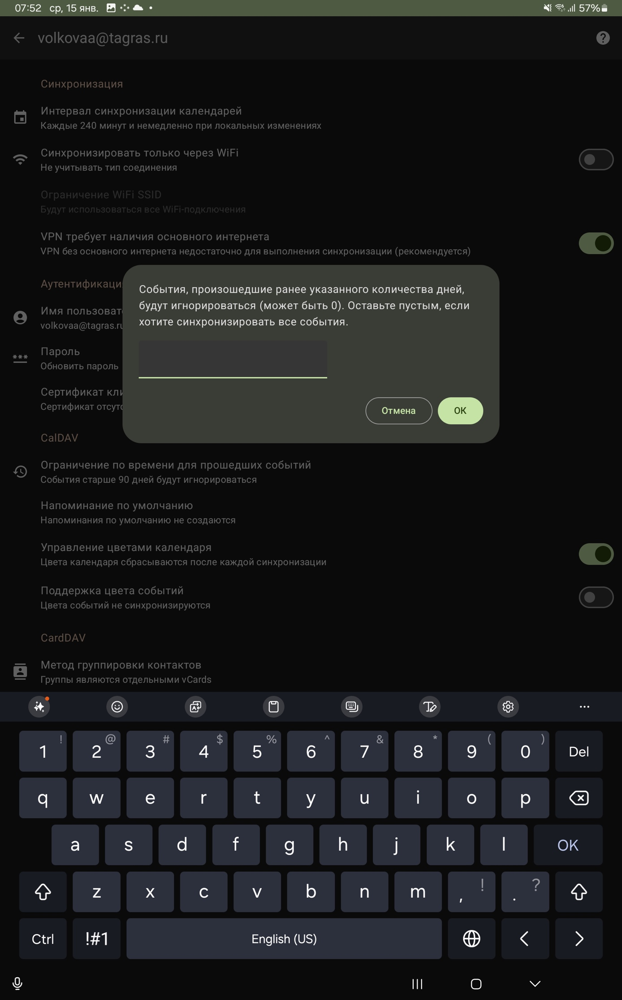 07:52 ср, 15 янв.
57%
volkovaa@tagras.ru
Синхронизация
Интервал синхронизации календарей
Каждые 240 минут и немедленно при локальных изменениях
Синхронизировать только через WiFi
Не учитывать тип соединения
Ограничение WiFi SSID
Будут использоваться все WiFi-подключения
VPN требует наличия основного интернета
VPN без основного интернета недостаточно для выполнения синхронизации (рекомендуется)
События, произошедшие ранее указанного количества дней,
будут игнорироваться (может быть 0). Оставьте пустым, если
хотите синхронизировать все события.
Отмена
OK
Аутентификаци
Имя пользоват
volkovaa@tagras.ru
Пароль
Обновить пароль
Сертификат кли
Сертификат отсутс
CalDAV
Ограничение по времени для прошедших событий
События старше 90 дней будут игнорироваться
Напоминание по умолчанию
Напоминания по умолчанию не создаются
Управление цветами календаря
Цвета календаря сбрасываются после каждой синхронизации
Поддержка цвета событий
Цвета событий не синхронизируются
CardDAV
Метод группировки контактов
Группы являются отдельными vCards
! @ # $ % ^ & * ( )
1 2 3 4 5 6 7 8 9 0 Del
q w e r t y u i o p
a s d f g h j k l OK
z x c v b n m , ! . ?
Ctrl !#1 English (US) < >